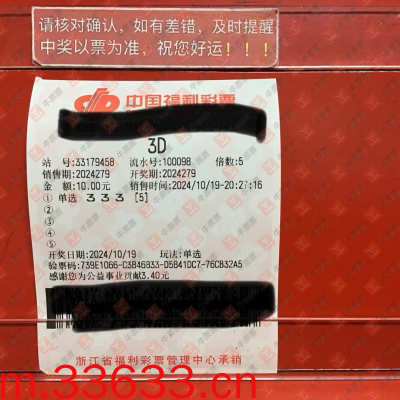 请核对确认，如有差错，及时提醒
中奖以票为准，祝您好运！！！
中国福利彩票
3D
站 号:33179458 流水号:100098 倍数:5
销售期:2024279 开奖期:2024279
金 额:10.00元 销售时间:2024/10/19-20:27:16
① 单选 3 3 3 [5]
②
③
④
⑤
开奖日期:2024/10/19 玩法:单选
验票码:739E1066-C3B46833-D5B41DC7-76CB32A5
感谢您为公益事业贡献3.40元
浙江省福利彩票管理中心承销
m.33633.cn